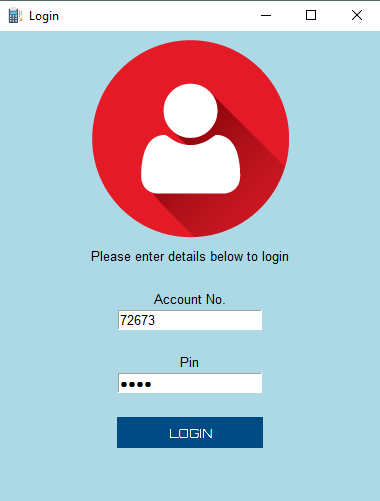 Login
Please enter details below to login
Account No.
72673
Pin
●●●●
LOGIN